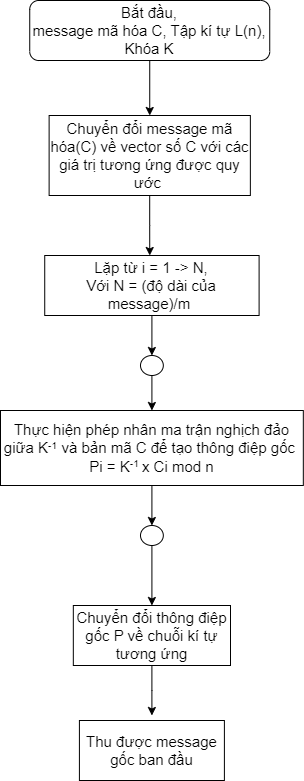 Bắt đầu,
message mã hóa C, Tập kí tự L(n),
Khóa K
Chuyển đổi message mã
hóa(C) về vector số C với các
giá trị tương ứng được quy
ước
Lặp từ i = 1 -> N,
Với N = (độ dài của
message)/m
Thực hiện phép nhân ma trận nghịch đảo
giữa K⁻¹ và bản mã C để tạo thông điệp gốc
Pi = K⁻¹ x Ci mod n
Chuyển đổi thông điệp
gốc P về chuỗi kí tự
tương ứng
Thu được message
gốc ban đầu